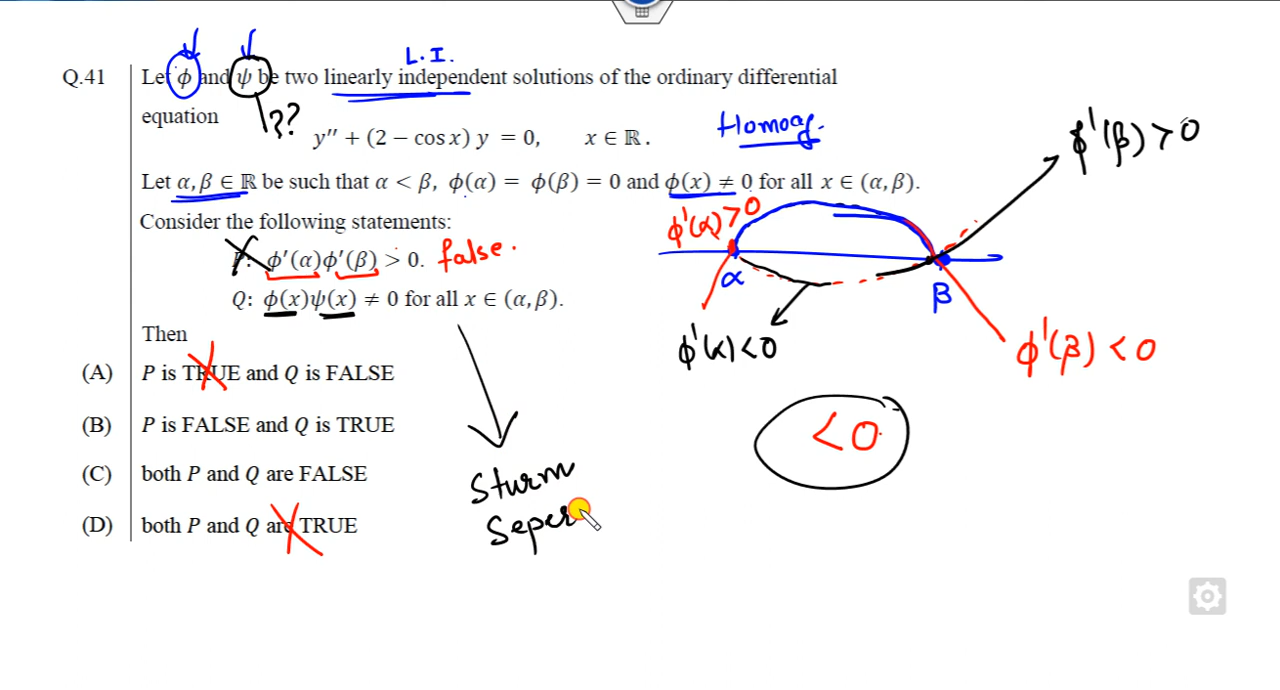 L.I.
Q.41 Let ϕ and ψ be two linearly independent solutions of the ordinary differential
equation
??
y″ + (2 − cos x) y = 0, x ∈ ℝ.
Homog.
ϕ'(β) > 0
Let α, β ∈ ℝ be such that α < β, ϕ(α) = ϕ(β) = 0 and ϕ(x) ≠ 0 for all x ∈ (α, β).
Consider the following statements:
ϕ'(α) > 0
P: ϕ′(α)ϕ′(β) > 0. false.
α
β
Q: ϕ(x)ψ(x) ≠ 0 for all x ∈ (α, β).
Then
ϕ'(α) < 0
ϕ'(β) < 0
(A) P is TRUE and Q is FALSE
(B) P is FALSE and Q is TRUE
< 0
(C) both P and Q are FALSE
Sturm
(D) both P and Q are TRUE
Seper